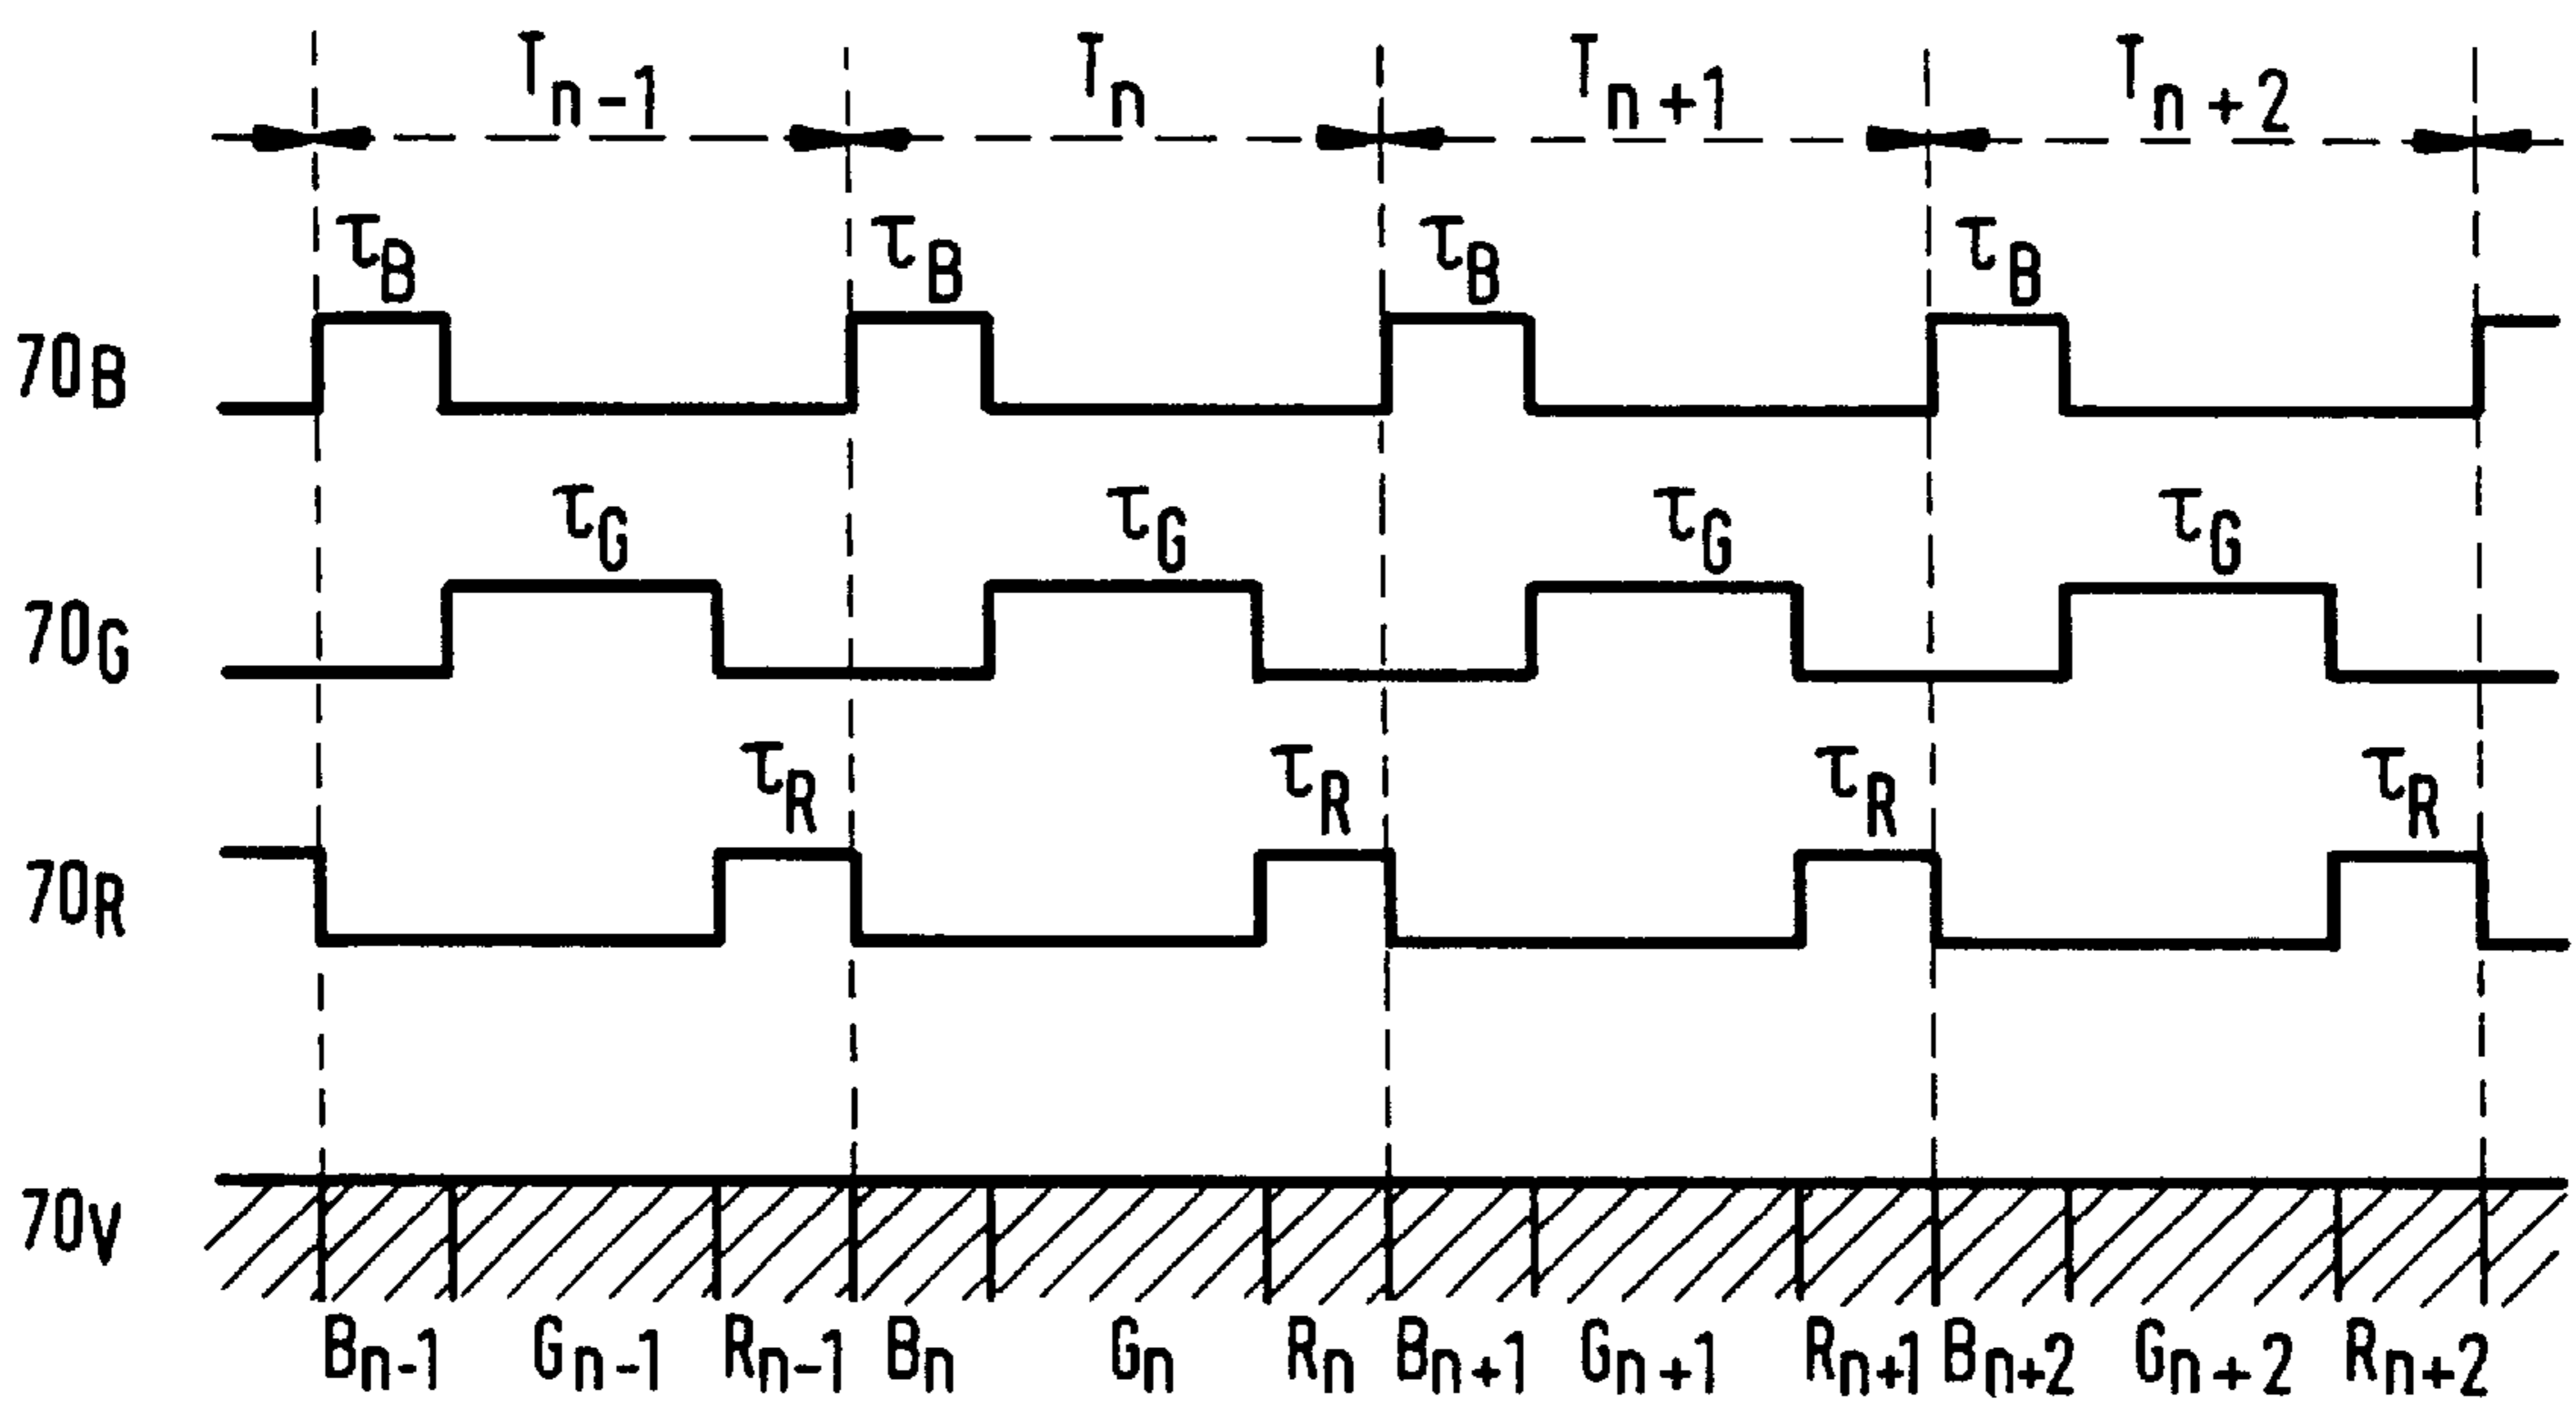 Tn-1 Tn Tn+1 Tn+2
τB τB τB τB
70B
τG τG τG τG
70G
τR τR τR τR
70R
70V
Bn-1 Gn-1 Rn-1 Bn Gn Rn Bn+1 Gn+1 Rn+1 Bn+2 Gn+2 Rn+2